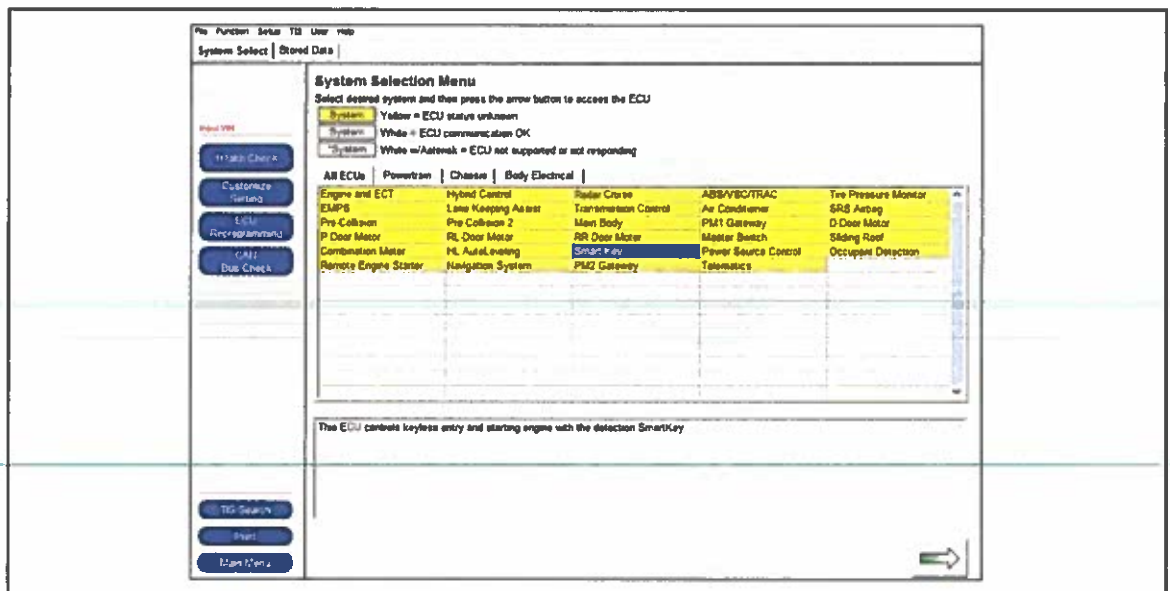 File Function Setup TIS User Help
System Select | Stored Data |
System Selection Menu
Select desired system and then press the arrow button to access the ECU
System Yellow = ECU status unknown
System White = ECU communication OK
*System White w/Asterisk = ECU not supported or not responding
Input VIN
Health Check
Customize Setting
ECU Reprogramming
CAN Bus Check
All ECUs | Powertrain | Chassis | Body Electrical |
Engine and ECT Hybrid Control Radar Cruise ABS/VSC/TRAC Tire Pressure Monitor
EMPS Lane Keeping Assist Transmission Control Air Conditioner SRS Airbag
Pre-Collision Pre-Collision 2 Main Body PM1 Gateway D-Door Motor
P-Door Motor RL-Door Motor RR-Door Motor Master Switch Sliding Roof
Combination Meter HL AutoLeveling Smart Key Power Source Control Occupant Detection
Remote Engine Starter Navigation System PM2 Gateway Telematics
This ECU controls keyless entry and starting engine with the detection SmartKey
TIS Search
Print
Main Menu